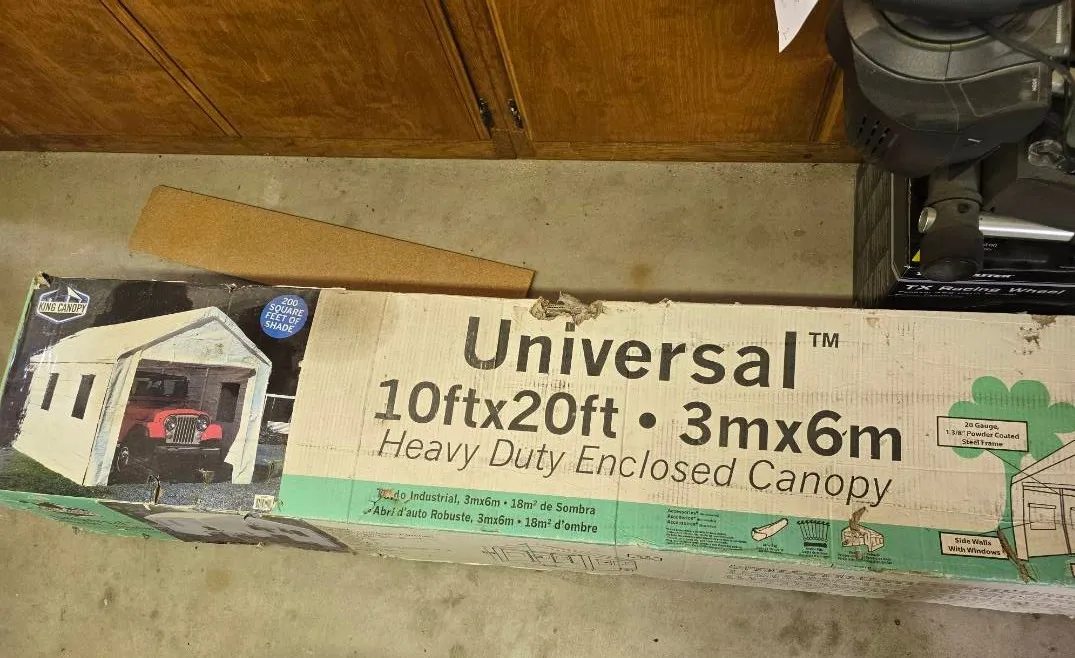 KING CANOPY
200
SQUARE
FEET OF
SHADE
Universal™
10ftx20ft • 3mx6m
Heavy Duty Enclosed Canopy
do Industrial, 3mx6m • 18m² de Sombra
Abri d'auto Robuste, 3mx6m • 18m² d'ombre
20 Gauge,
1 3/8" Powder Coated
Steel Frame
Side Walls
With Windows
TX Racing Wheel